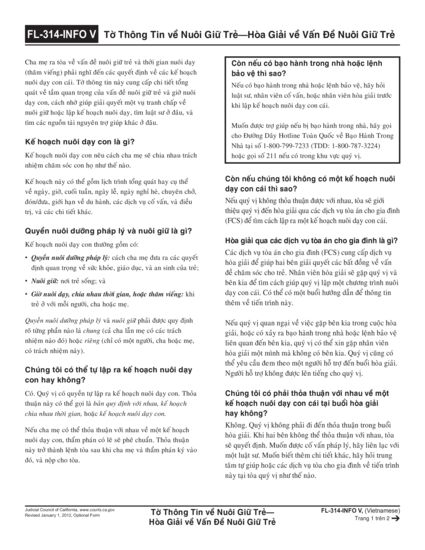 FL-314-INFO V Tờ Thông Tin về Nuôi Giữ Trẻ—Hòa Giải về Vấn Đề Nuôi Giữ Trẻ
Cha mẹ ra tòa về vấn đề nuôi giữ trẻ và thời gian nuôi dạy
(thăm viếng) phải nghĩ đến các quyết định về các kế hoạch
nuôi dạy con cái. Tờ thông tin này cung cấp chi tiết tổng
quát về tầm quan trọng của vấn đề nuôi giữ trẻ và giờ nuôi
dạy con, cách nhờ giúp giải quyết một vụ tranh chấp về
nuôi giữ hoặc lập kế hoạch nuôi dạy, tìm luật sư ở đâu, và
tìm các nguồn tài nguyên trợ giúp khác ở đâu.
Kế hoạch nuôi dạy con là gì?
Kế hoạch nuôi dạy con nêu cách cha mẹ sẽ chia nhau trách
nhiệm chăm sóc con họ như thế nào.
Kế hoạch này có thể gồm lịch trình tổng quát hay cụ thể
về ngày, giờ, cuối tuần, ngày lễ, ngày nghỉ hè, chuyên chở,
đón/đưa, giới hạn về du hành, các dịch vụ cố vấn, và điều
trị, và các chi tiết khác.
Quyền nuôi dưỡng pháp lý và nuôi giữ là gì?
Kế hoạch nuôi dạy con thường gồm có:
• Quyền nuôi dưỡng pháp lý: cách cha mẹ đưa ra các quyết
định quan trọng về sức khỏe, giáo dục, và an sinh của trẻ;
• Nuôi giữ: nơi trẻ sống; và
• Giờ nuôi dạy, chia nhau thời gian, hoặc thăm viếng: khi
trẻ ở với mỗi người, cha hoặc mẹ.
Quyền nuôi dưỡng pháp lý và nuôi giữ phải được quy định
rõ từng phần nào là chung (cả cha lẫn mẹ có các trách
nhiệm nào đó) hoặc riêng (chỉ có một người, cha hoặc mẹ,
có trách nhiệm này).
Chúng tôi có thể tự lập ra kế hoạch nuôi dạy
con hay không?
Có. Quý vị có quyền tự lập ra kế hoạch nuôi dạy con. Thỏa
thuận này có thể gọi là bản quy định với nhau, kế hoạch
chia nhau thời gian, hoặc kế hoạch nuôi dạy con.
Nếu cha mẹ có thể thỏa thuận với nhau về một kế hoạch
nuôi dạy con, thẩm phán có lẽ sẽ phê chuẩn. Thỏa thuận
này trở thành lệnh tòa sau khi cha mẹ và thẩm phán ký vào
đó, và nộp cho tòa.
Còn nếu có bạo hành trong nhà hoặc lệnh
bảo vệ thì sao?
Nếu có bạo hành trong nhà hoặc lệnh bảo vệ, hãy hỏi
luật sư, nhân viên cố vấn, hoặc nhân viên hòa giải trước
khi lập kế hoạch nuôi dạy con cái.
Muốn được trợ giúp nếu bị bạo hành trong nhà, hãy gọi
cho Đường Dây Hotline Toàn Quốc về Bạo Hành Trong
Nhà tại số 1-800-799-7233 (TDD: 1-800-787-3224)
hoặc gọi số 211 nếu có trong khu vực quý vị.
Còn nếu chúng tôi không có một kế hoạch nuôi
dạy con cái thì sao?
Nếu quý vị không thỏa thuận được với nhau, tòa sẽ giới
thiệu quý vị đến hòa giải qua các dịch vụ tòa án cho gia đình
(FCS) để tìm cách lập ra một kế hoạch nuôi dạy con cái.
Hòa giải qua các dịch vụ tòa án cho gia đình là gì?
Các dịch vụ tòa án cho gia đình (FCS) cung cấp dịch vụ
hòa giải để giúp hai bên giải quyết các bất đồng về vấn
đề chăm sóc cho trẻ. Nhân viên hòa giải sẽ gặp quý vị và
bên kia để tìm cách giúp quý vị lập một chương trình nuôi
dạy con cái. Có thể có một buổi hướng dẫn để thông tin
thêm về tiến trình này.
Nếu quý vị quan ngại về việc gặp bên kia trong cuộc hòa
giải, hoặc có xảy ra bạo hành trong nhà hoặc lệnh bảo vệ
liên quan đến bên kia, quý vị có thể xin gặp nhân viên
hòa giải một mình mà không có bên kia. Quý vị cũng có
thể yêu cầu đem theo một người hỗ trợ đến buổi hòa giải.
Người hỗ trợ không được lên tiếng cho quý vị.
Chúng tôi có phải thỏa thuận với nhau về một
kế hoạch nuôi dạy con cái tại buổi hòa giải
hay không?
Không. Quý vị không phải đi đến thỏa thuận trong buổi
hòa giải. Khi hai bên không thể thỏa thuận với nhau, tòa
sẽ quyết định. Muốn được cố vấn pháp lý, hãy liên lạc với
một luật sư. Muốn biết thêm chi tiết khác, hãy hỏi trung
tâm tự giúp hoặc các dịch vụ tòa cho gia đình về tiến trình
này tại tòa quý vị như thế nào.
Judicial Council of California, www.courts.ca.gov
Revised January 1, 2012, Optional Form
Tờ Thông Tin về Nuôi Giữ Trẻ—
Hòa Giải về Vấn Đề Nuôi Giữ Trẻ
FL-314-INFO V, (Vietnamese)
Trang 1 trên 2 →